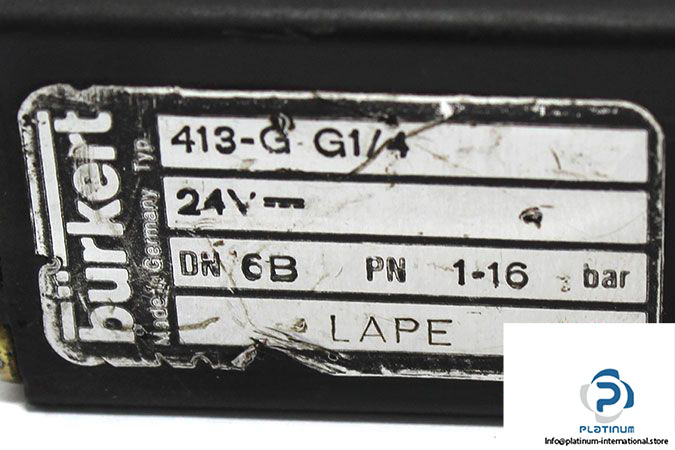 bürkert
Made in Germany Typ
413-G G1/4
24V⎓
DN 6B PN 1-16 bar
LAPE
PLATINUM
info@platinum-international.store